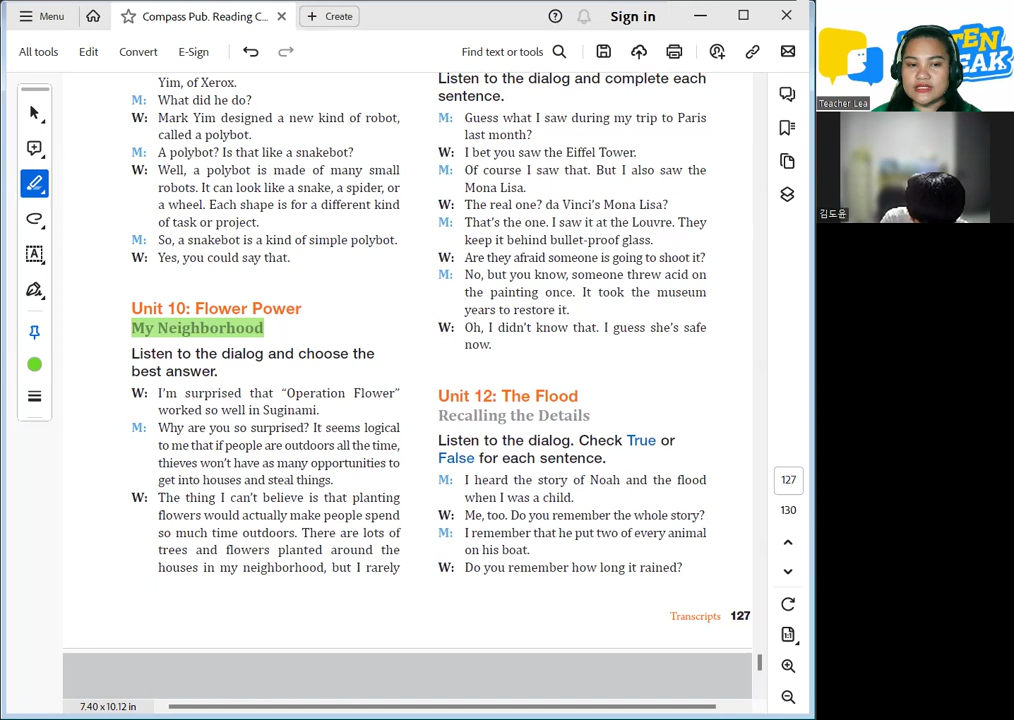 Menu
Compass Pub. Reading C...
Create
Sign in
All tools
Edit
Convert
E-Sign
Find text or tools
Yim, of Xerox.
M: What did he do?
W: Mark Yim designed a new kind of robot,
called a polybot.
M: A polybot? Is that like a snakebot?
W: Well, a polybot is made of many small
robots. It can look like a snake, a spider, or
a wheel. Each shape is for a different kind
of task or project.
M: So, a snakebot is a kind of simple polybot.
W: Yes, you could say that.
Unit 10: Flower Power
My Neighborhood
Listen to the dialog and choose the
best answer.
W: I'm surprised that “Operation Flower”
worked so well in Suginami.
M: Why are you so surprised? It seems logical
to me that if people are outdoors all the time,
thieves won't have as many opportunities to
get into houses and steal things.
W: The thing I can't believe is that planting
flowers would actually make people spend
so much time outdoors. There are lots of
trees and flowers planted around the
houses in my neighborhood, but I rarely
Listen to the dialog and complete each
sentence.
M: Guess what I saw during my trip to Paris
last month?
W: I bet you saw the Eiffel Tower.
M: Of course I saw that. But I also saw the
Mona Lisa.
W: The real one? da Vinci's Mona Lisa?
M: That's the one. I saw it at the Louvre. They
keep it behind bullet-proof glass.
W: Are they afraid someone is going to shoot it?
M: No, but you know, someone threw acid on
the painting once. It took the museum
years to restore it.
W: Oh, I didn't know that. I guess she's safe
now.
Unit 12: The Flood
Recalling the Details
Listen to the dialog. Check True or
False for each sentence.
M: I heard the story of Noah and the flood
when I was a child.
W: Me, too. Do you remember the whole story?
M: I remember that he put two of every animal
on his boat.
W: Do you remember how long it rained?
Transcripts 127
127
130
7.40 x 10.12 in
Teacher Lea
김도윤